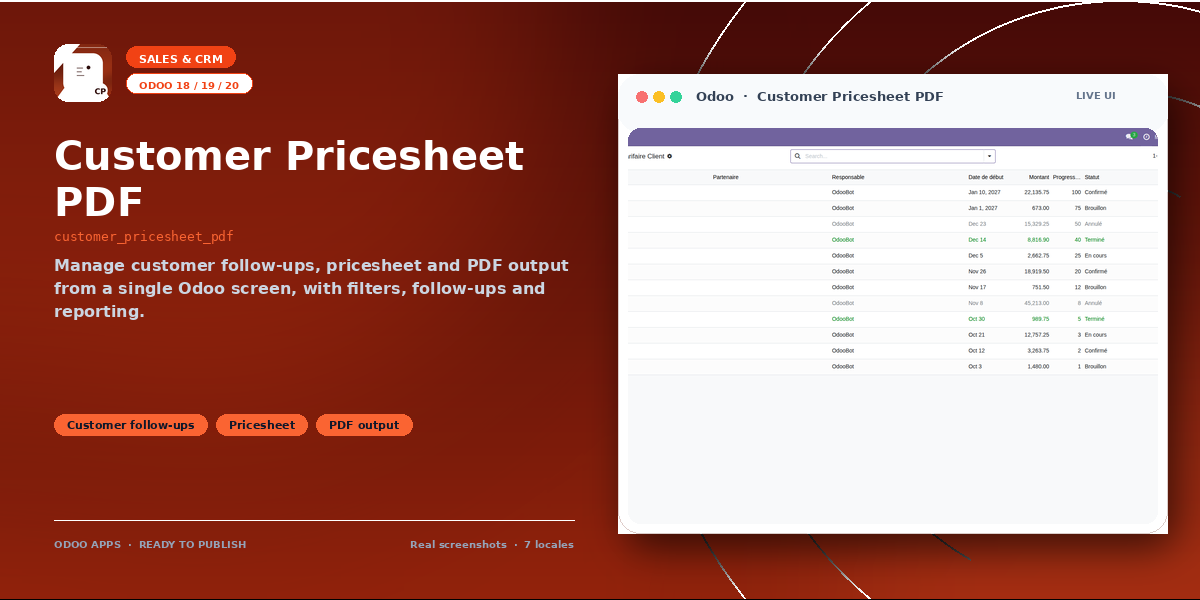 CP
SALES & CRM
ODOO 18 / 19 / 20
Customer Pricesheet
PDF
customer_pricesheet_pdf
Manage customer follow-ups, pricesheet and PDF output
from a single Odoo screen, with filters, follow-ups and
reporting.
Customer follow-ups Pricesheet PDF output
ODOO APPS · READY TO PUBLISH
Real screenshots · 7 locales
Odoo · Customer Pricesheet PDF
LIVE UI
rifaire Client
Search...
Partenaire Responsable Date de début Montant Progress... Statut
OdooBot Jan 10, 2027 22,135.75 100 Confirmé
OdooBot Jan 1, 2027 673.00 75 Brouillon
OdooBot Dec 23 15,329.25 50 Annulé
OdooBot Dec 14 8,816.90 40 Terminé
OdooBot Dec 5 2,662.75 25 En cours
OdooBot Nov 26 18,919.50 20 Confirmé
OdooBot Nov 17 751.50 12 Brouillon
OdooBot Nov 9 45,213.00 8 Annulé
OdooBot Oct 30 989.75 5 Terminé
OdooBot Oct 21 12,757.25 3 En cours
OdooBot Oct 12 3,263.75 2 Confirmé
OdooBot Oct 3 1,480.00 1 Brouillon